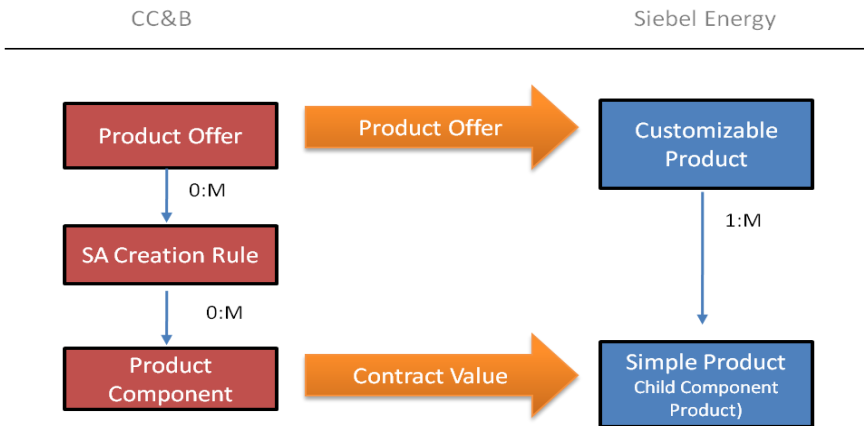 CC&B
Siebel Energy
Product Offer
Product Offer
Customizable
Product
0:M
1:M
SA Creation Rule
0:M
Product
Component
Contract Value
Simple Product
Child Component
Product)